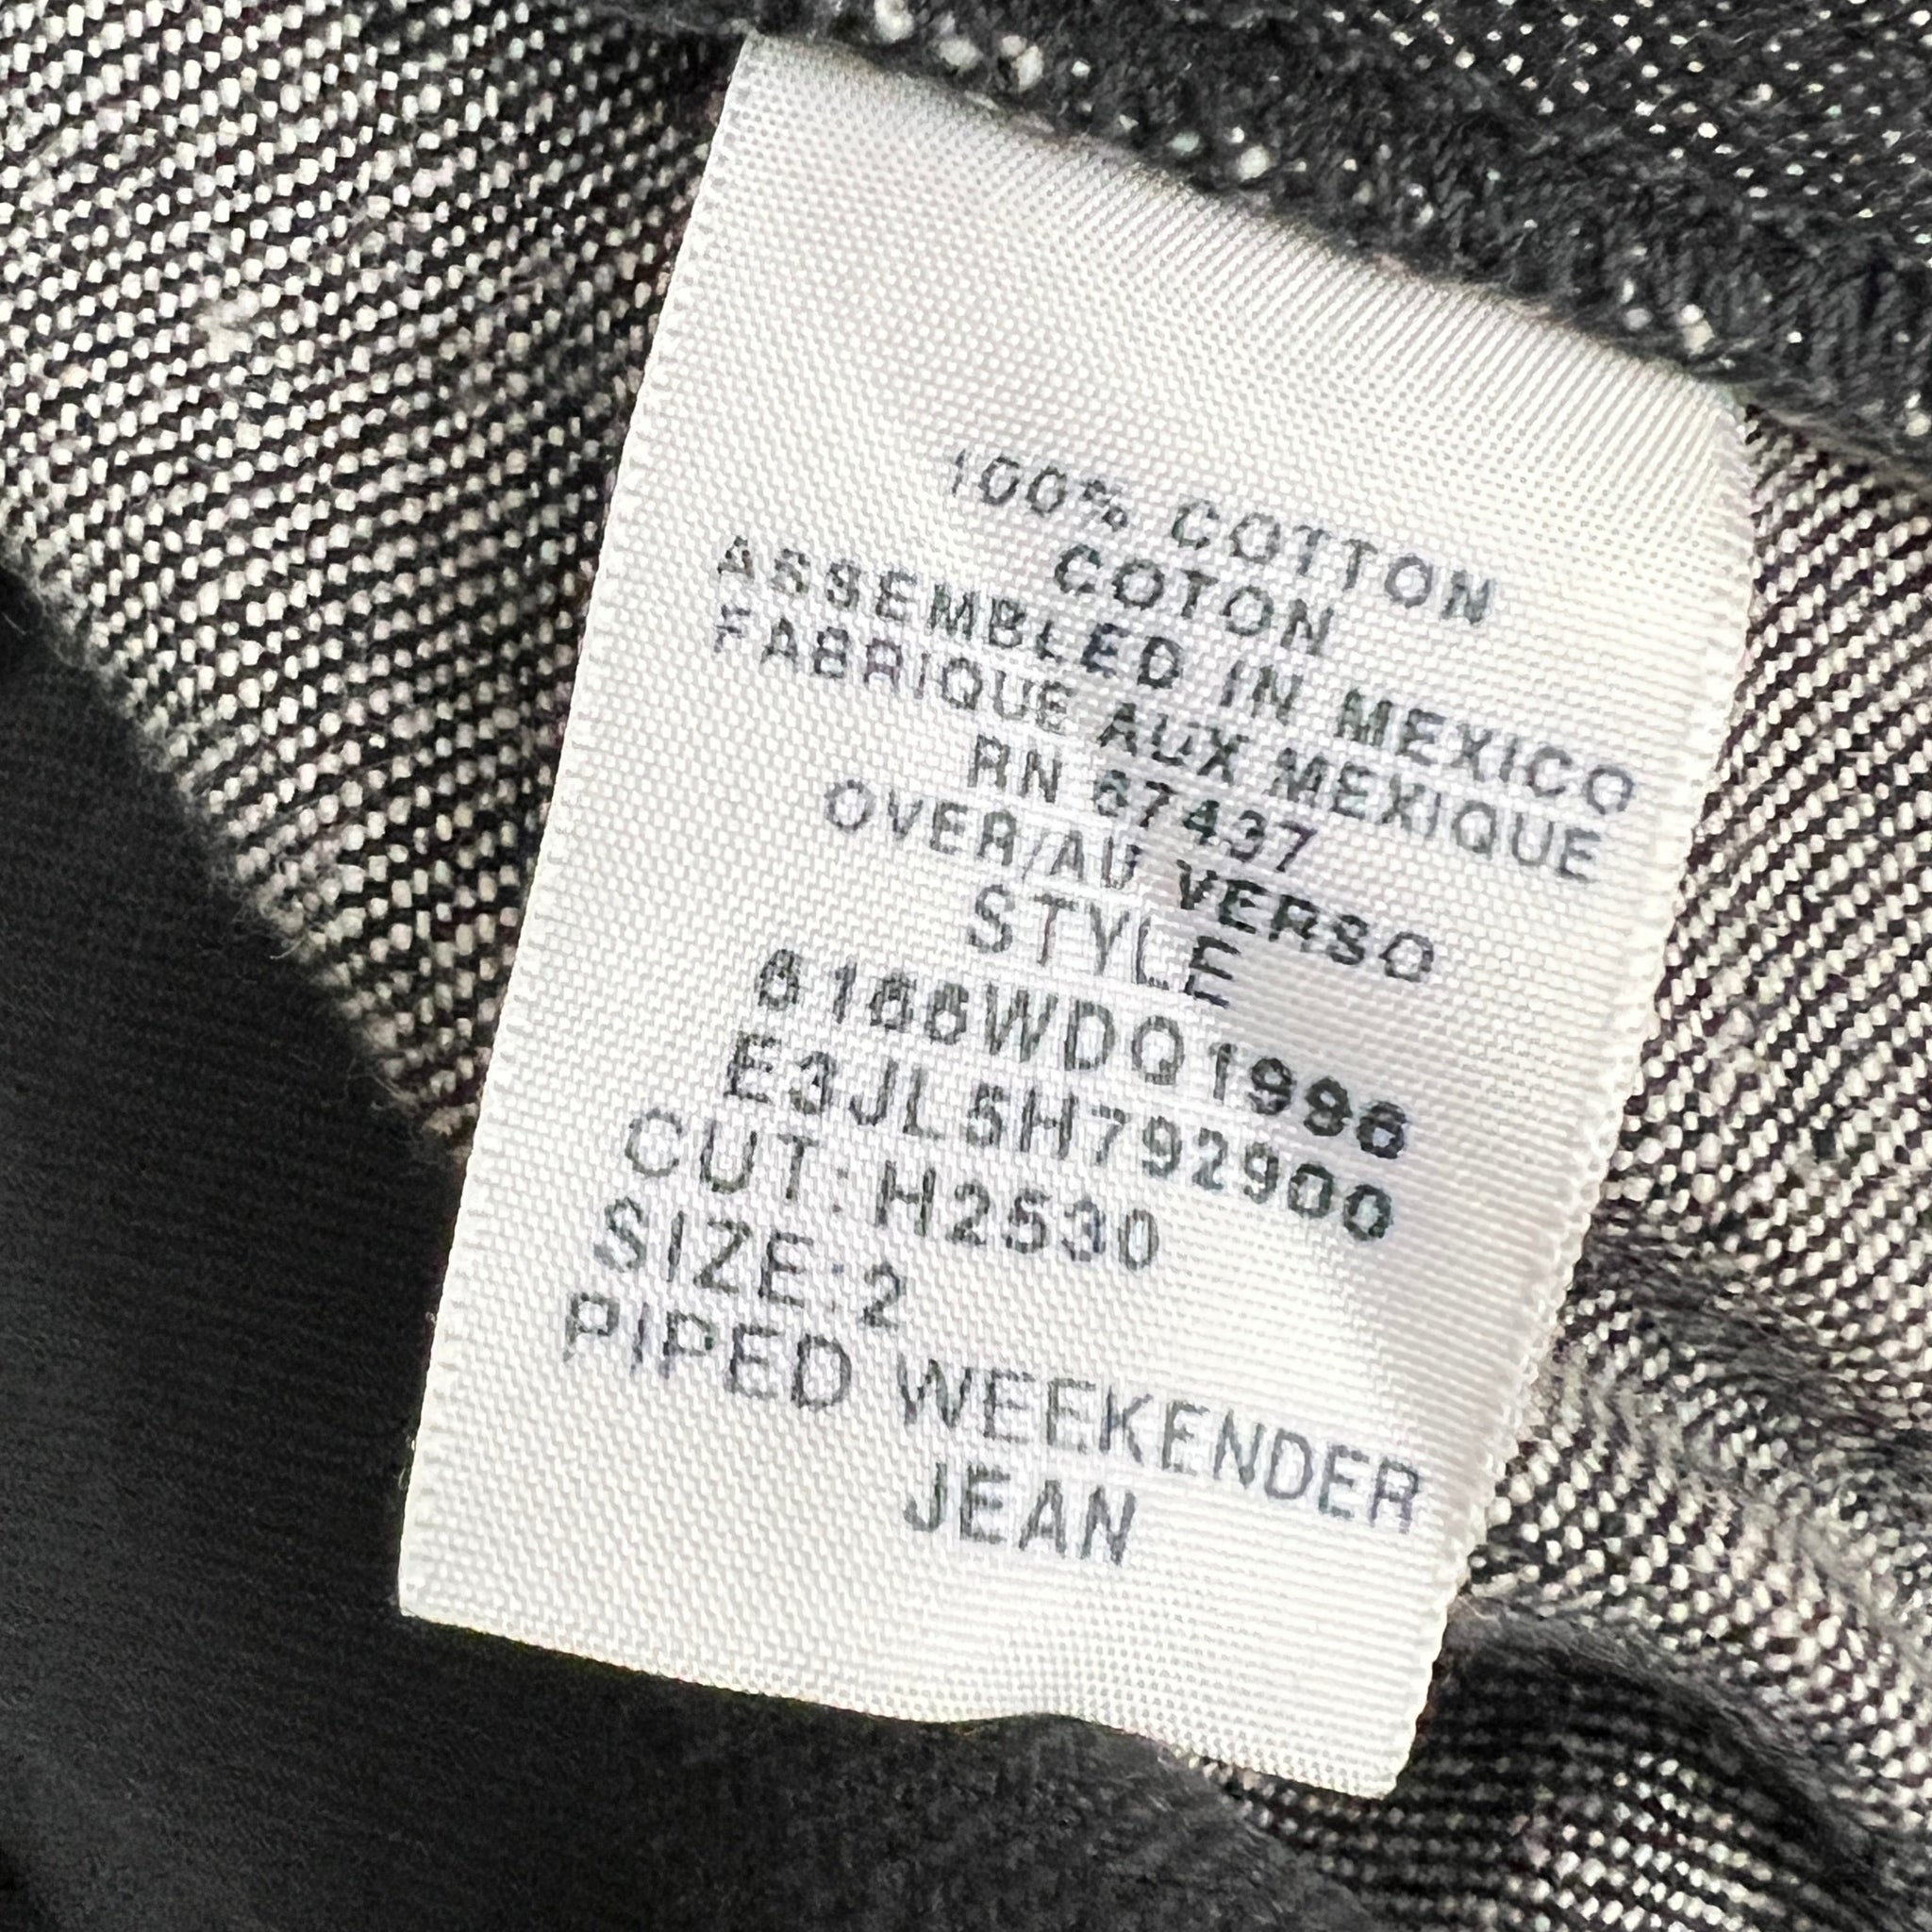 100% COTTON
COTON
ASSEMBLED IN MEXICO
FABRIQUE AUX MEXIQUE
RN 67437
OVER/AU VERSO
STYLE
6166WDQ1996
E3JL5H792900
CUT: H2530
SIZE:2
PIPED WEEKENDER
JEAN